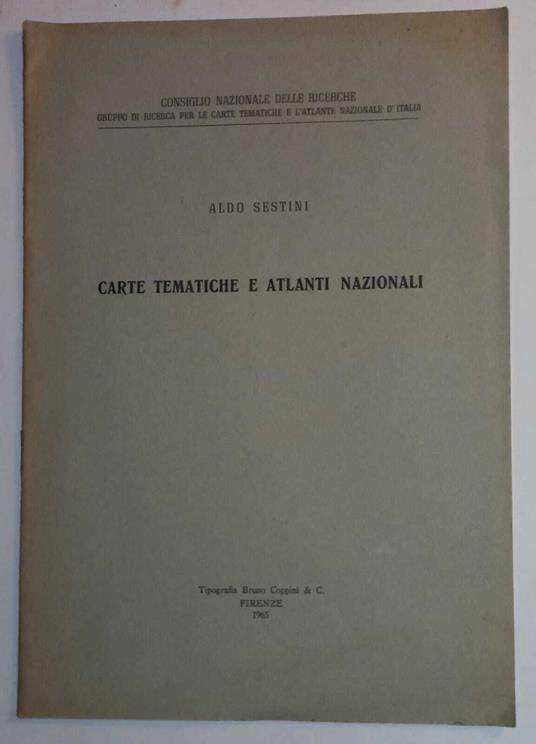 CONSIGLIO NAZIONALE DELLE RICERCHE
GRUPPO DI RICERCA PER LE CARTE TEMATICHE E L'ATLANTE NAZIONALE D'ITALIA
ALDO SESTINI
CARTE TEMATICHE E ATLANTI NAZIONALI
Tipografia Bruno Coppini & C.
FIRENZE
1965